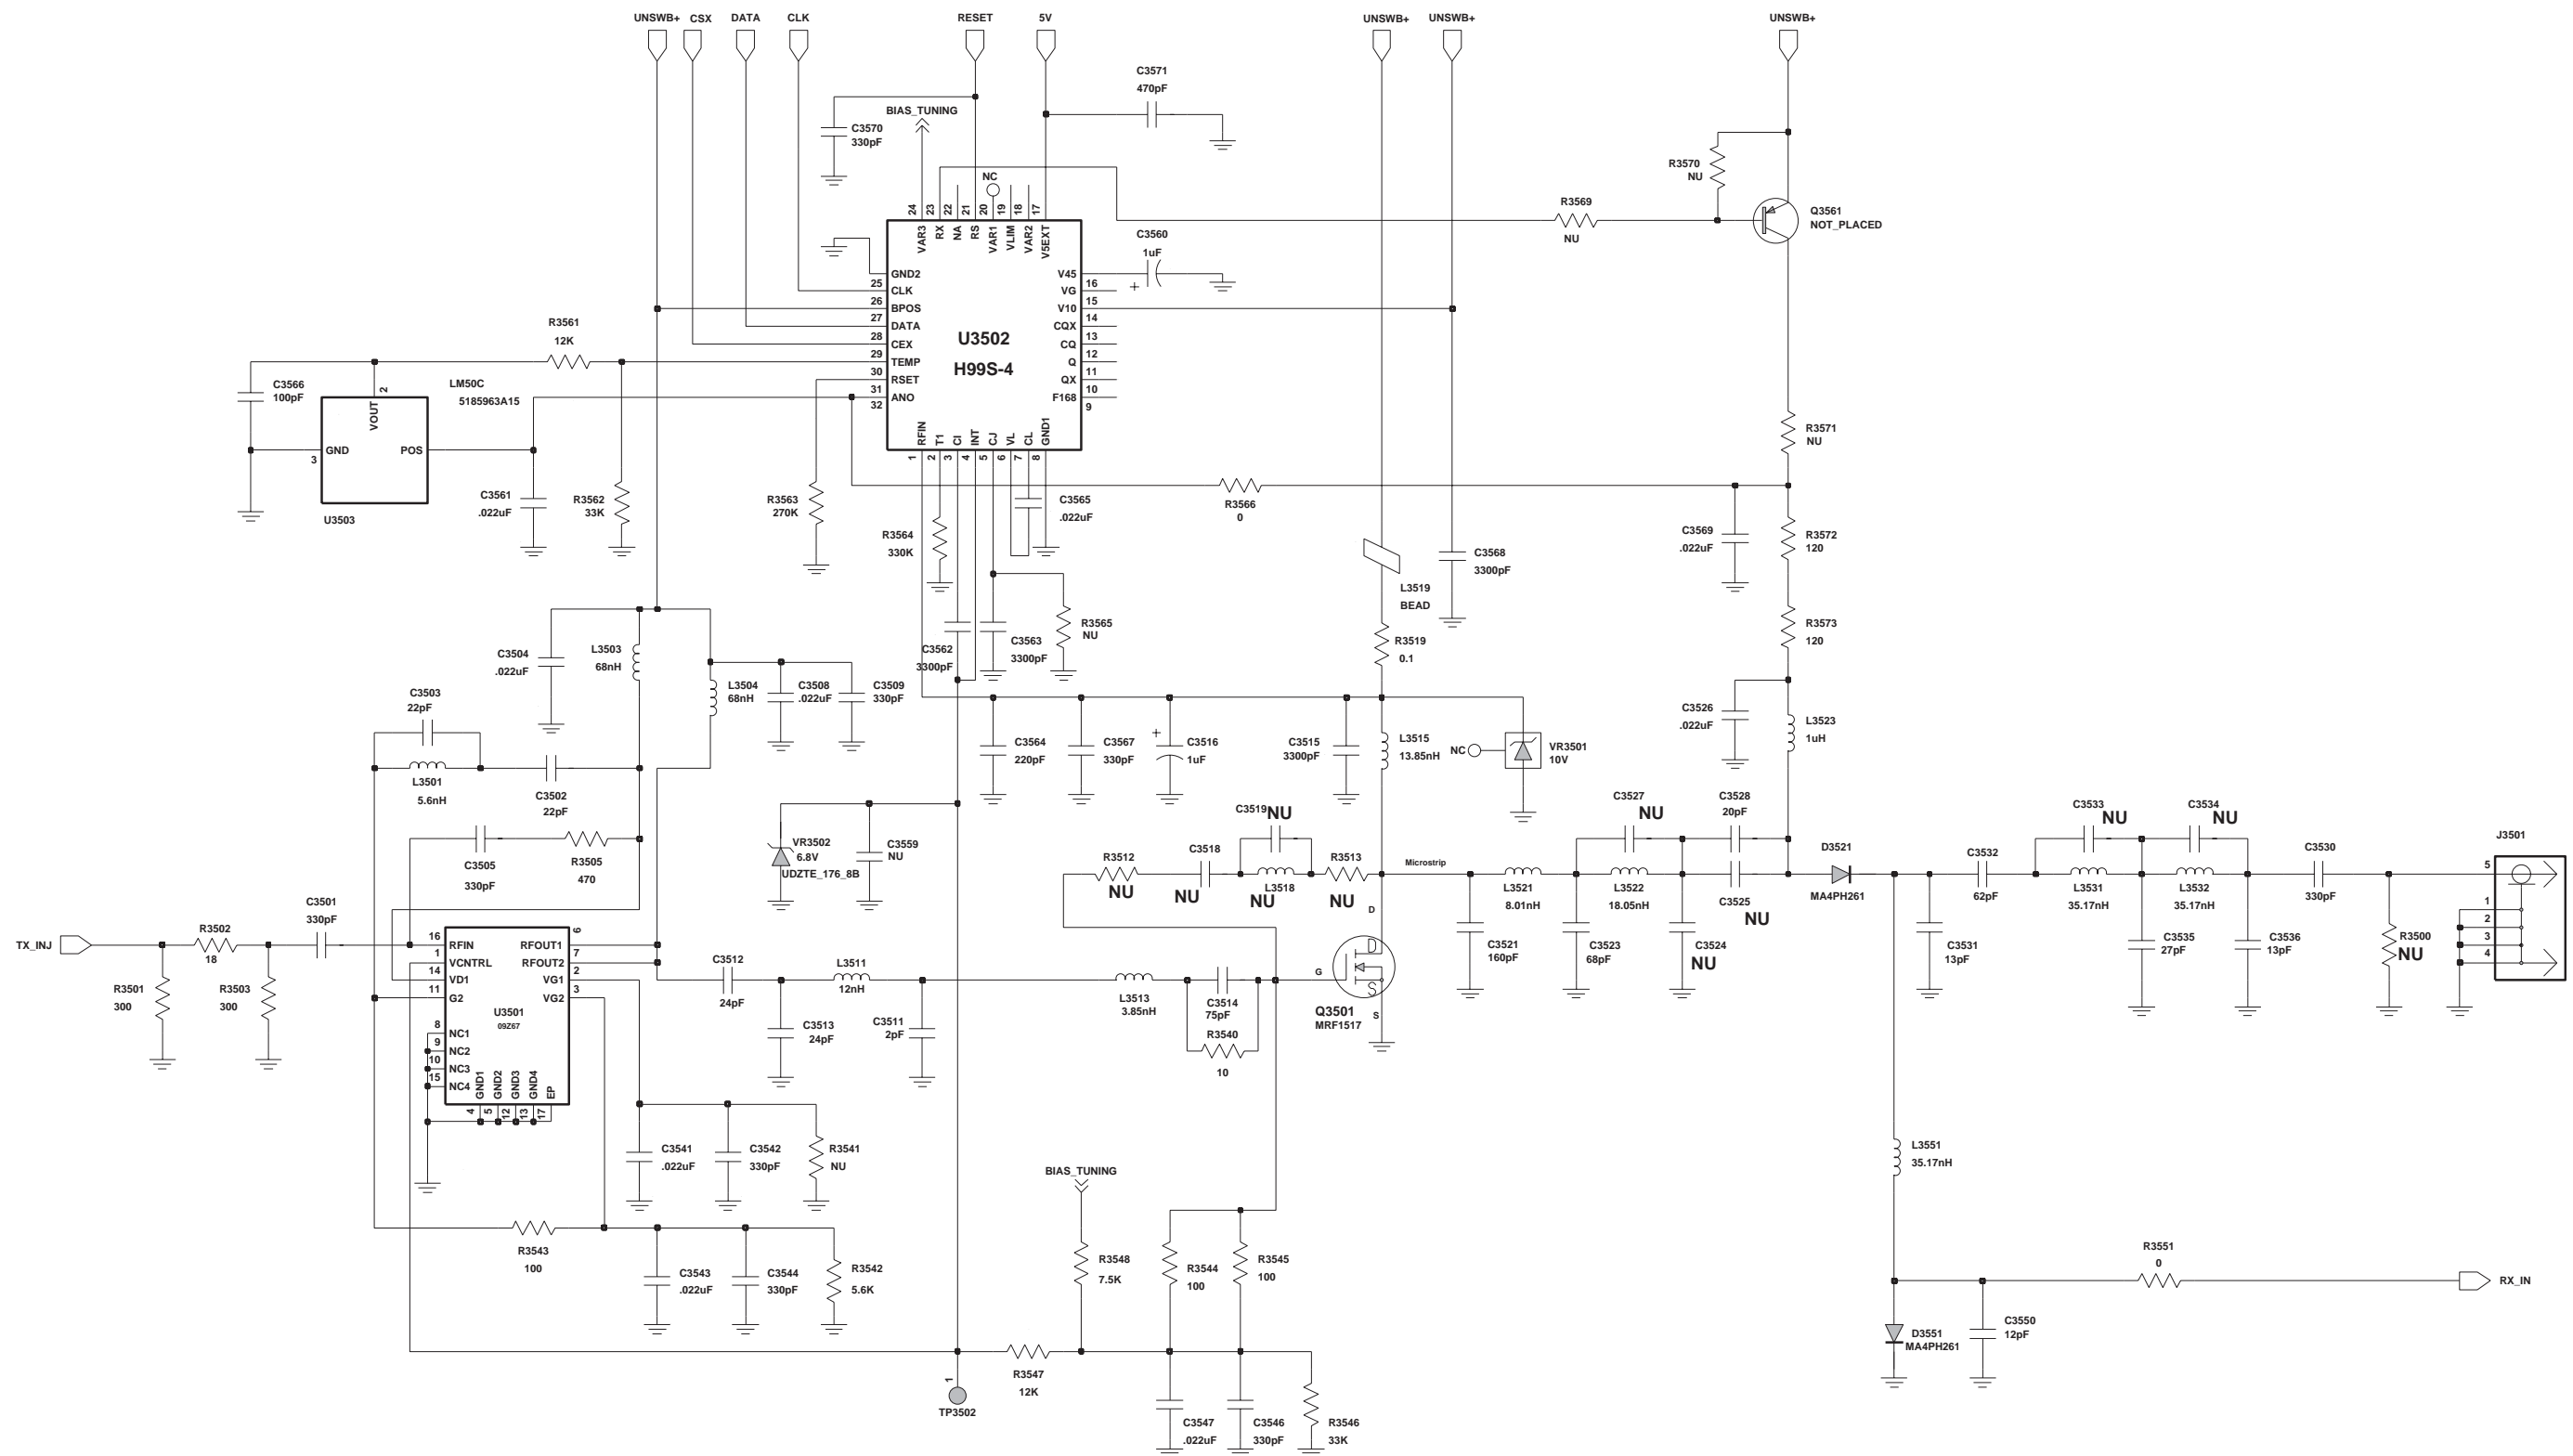 UNSWB+ CSX DATA CLK RESET 5V UNSWB+ UNSWB+ UNSWB+
C3571
470pF
BIAS_TUNING
C3570
330pF
NC
R3570
NU
24 23 22 21 20 19 18 17
VAR3 RX NA RS VAR1 VLIM VAR2 V5EXT
R3569
NU
Q3561
NOT_PLACED
C3560
1uF
+
GND2
25
CLK
26
BPOS
27
DATA
28
CEX
29
TEMP
30
RSET
31
ANO
32
U3502
H99S-4
V45
16
VG
15
V10
14
CQX
13
CQ
12
Q
11
QX
10
F168
9
RFIN T1 CI INT CJ VL CL GND1
1 2 3 4 5 6 7 8
R3561
12K
C3566
100pF
LM50C
5185963A15
VOUT
2
GND
3
POS
U3503
C3561
.022uF
R3562
33K
R3563
270K
R3564
330K
C3565
.022uF
R3566
0
R3571
NU
C3569
.022uF
R3572
120
C3568
3300pF
L3519
BEAD
R3519
0.1
R3573
120
R3565
NU
C3562
3300pF
C3563
3300pF
C3504
.022uF
L3503
68nH
L3504
68nH
C3508
.022uF
C3509
330pF
C3503
22pF
L3501
5.6nH
C3502
22pF
C3564
220pF
C3567
330pF
+
C3516
1uF
C3515
3300pF
L3515
13.85nH
NC
VR3501
10V
C3526
.022uF
L3523
1uH
C3505
330pF
R3505
470
VR3502
6.8V
UDZTE_176_8B
C3559
NU
C3519
NU
R3512
NU
C3518
NU
L3518
NU
R3513
NU
Microstrip
L3521
8.01nH
C3527
NU
L3522
18.05nH
C3528
20pF
C3525
NU
D3521
MA4PH261
C3532
62pF
C3533
NU
L3531
35.17nH
C3534
NU
L3532
35.17nH
C3530
330pF
J3501
5
1
2
3
4
C3501
330pF
R3502
18
TX_INJ
R3501
300
R3503
300
16
RFIN
1
VCNTRL
14
VD1
11
G2
8
NC1
9
NC2
10
NC3
15
NC4
U3501
09Z67
6
RFOUT1
7
RFOUT2
2
VG1
3
VG2
GND1 GND2 GND3 GND4 EP
4 5 12 13 17
C3512
24pF
L3511
12nH
C3513
24pF
C3511
2pF
L3513
3.85nH
C3514
75pF
R3540
10
D
G
D
S
S
Q3501
MRF1517
C3521
160pF
C3523
68pF
C3524
NU
C3531
13pF
C3535
27pF
C3536
13pF
R3500
NU
C3541
.022uF
C3542
330pF
R3541
NU
L3551
35.17nH
BIAS_TUNING
R3543
100
C3543
.022uF
C3544
330pF
R3542
5.6K
R3548
7.5K
R3544
100
R3545
100
R3551
0
RX_IN
D3551
MA4PH261
C3550
12pF
R3547
12K
1
TP3502
C3547
.022uF
C3546
330pF
R3546
33K